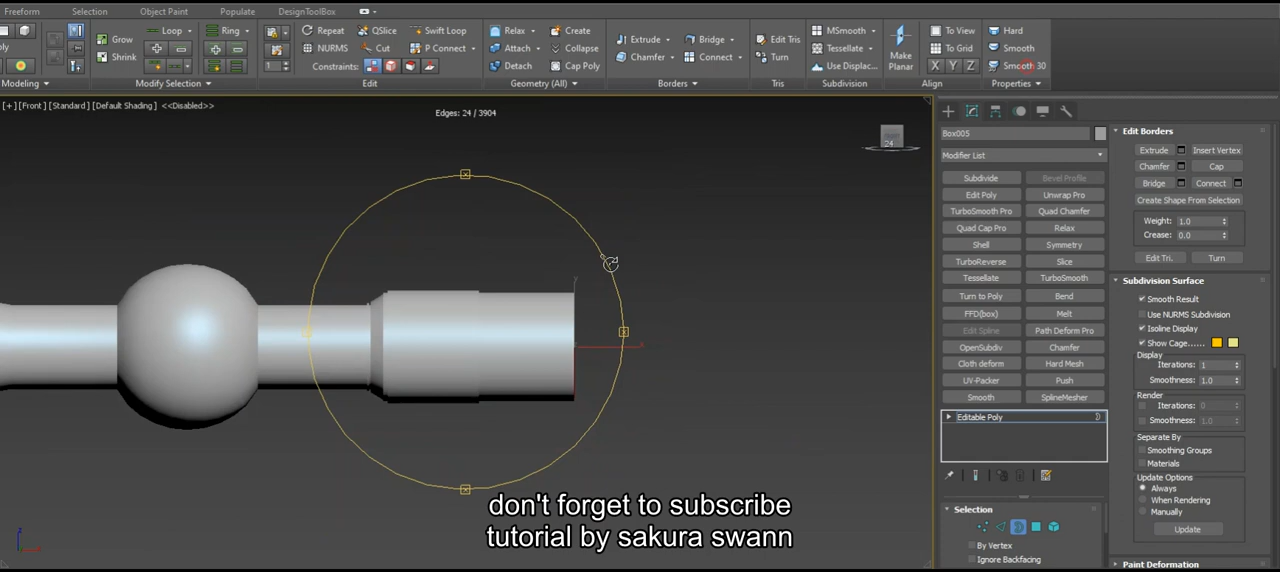 Freeform Selection Object Paint Populate DesignToolBox
Loop Ring Repeat QSlice Swift Loop Relax Create Extrude Bridge Edit Tris MSmooth To View Hard
Grow NURMS Cut P Connect Attach Collapse Chamfer Connect Turn Tessellate Make Planar To Grid Smooth
Shrink 1 Constraints: Detach Cap Poly Use Displac... X Y Z Smooth 30
Modeling Modify Selection Edit Geometry (All) Borders Tris Subdivision Align Properties
[+] [Front] [Standard] [Default Shading] <<Disabled>>
Edges: 24 / 3904
24
Box005
Modifier List
Subdivide Bevel Profile
Edit Poly Unwrap Pro
TurboSmooth Pro Quad Chamfer
Quad Cap Pro Relax
Shell Symmetry
TurboReverse Slice
Tessellate TurboSmooth
Turn to Poly Bend
FFD(box) Melt
Edit Spline Path Deform Pro
OpenSubdiv Chamfer
Cloth deform Hard Mesh
UV-Packer Push
Smooth SplineMesher
Editable Poly
Selection
By Vertex
Ignore Backfacing
Edit Borders
Extrude Insert Vertex
Chamfer Cap
Bridge Connect
Create Shape From Selection
Weight: 1.0
Crease: 0.0
Edit Tri. Turn
Subdivision Surface
Smooth Result
Use NURMS Subdivision
Isoline Display
Show Cage......
Display
Iterations: 1
Smoothness: 1.0
Render
Iterations: 0
Smoothness: 1.0
Separate By
Smoothing Groups
Materials
Update Options
Always
When Rendering
Manually
Update
Paint Deformation
don't forget to subscribe
tutorial by sakura swann